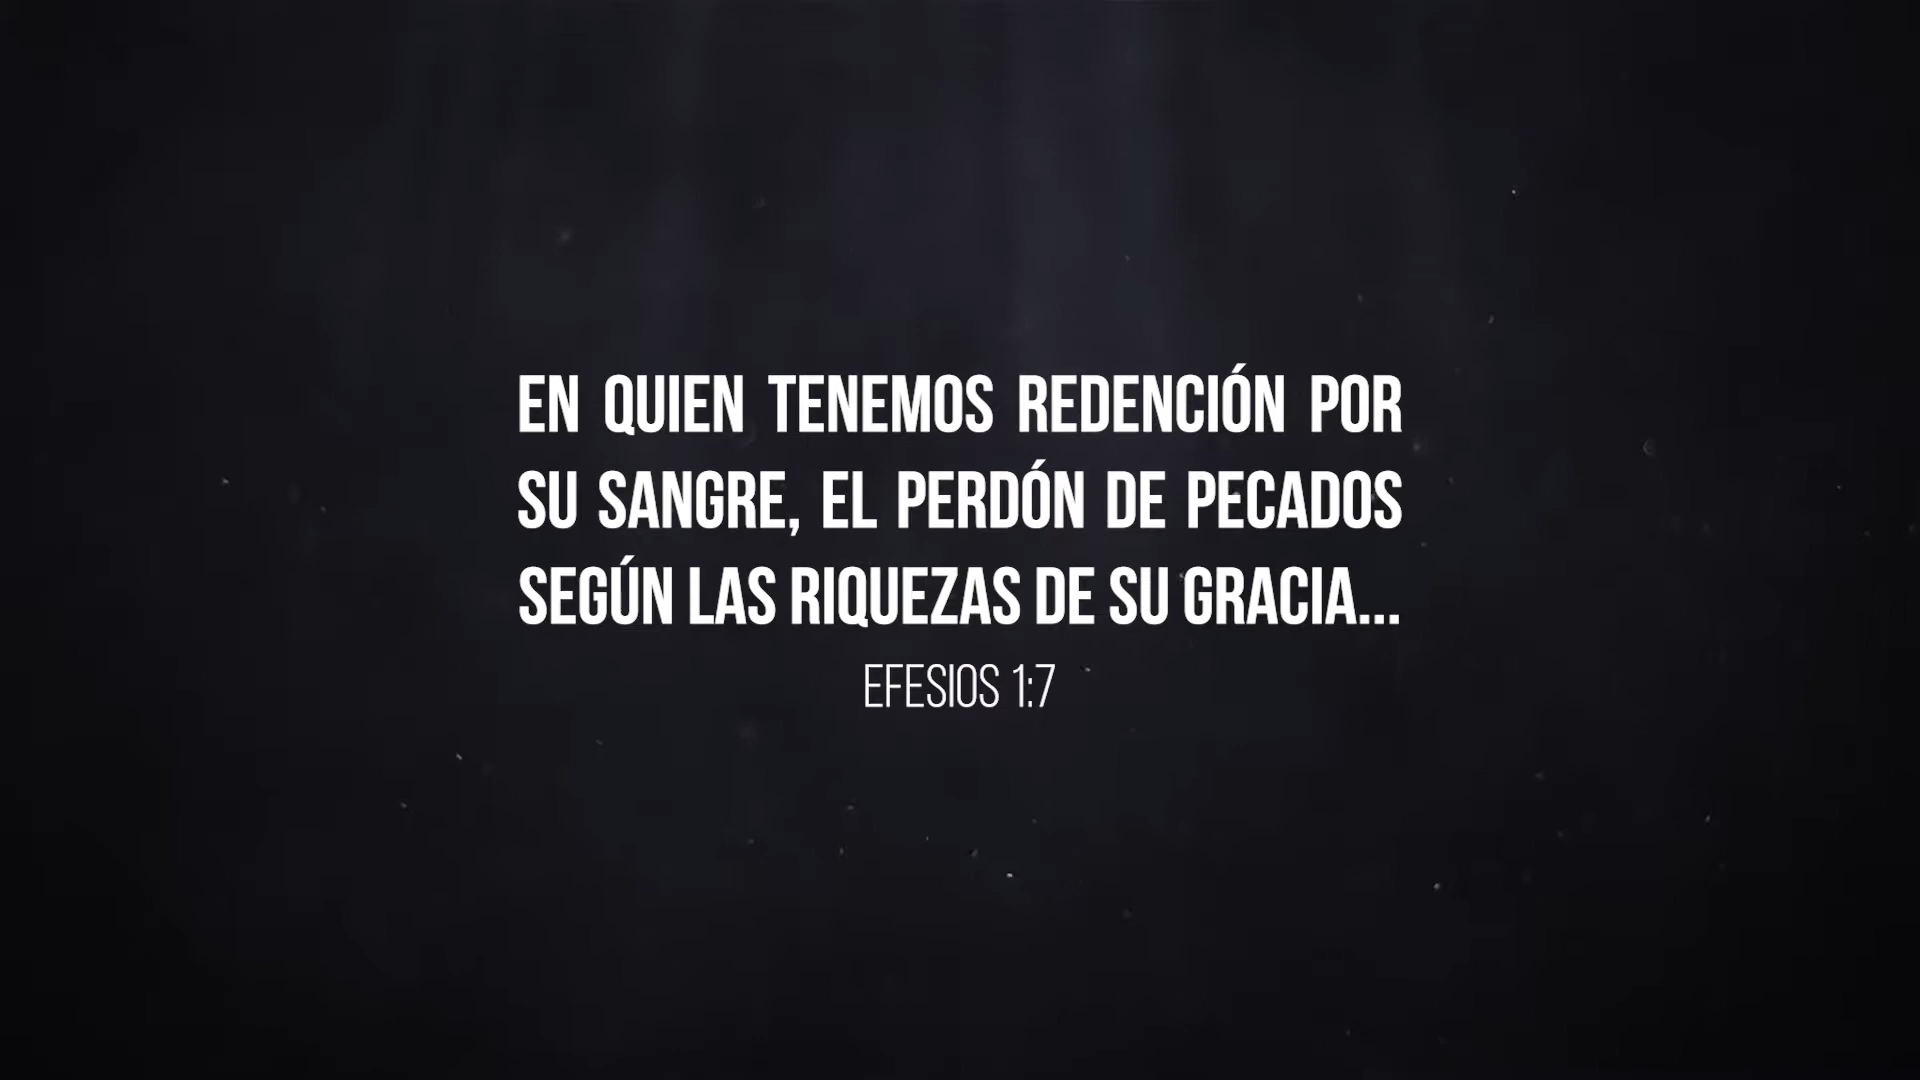 EN QUIEN TENEMOS REDENCIÓN POR
SU SANGRE, EL PERDÓN DE PECADOS
SEGÚN LAS RIQUEZAS DE SU GRACIA...
EFESIOS 1:7